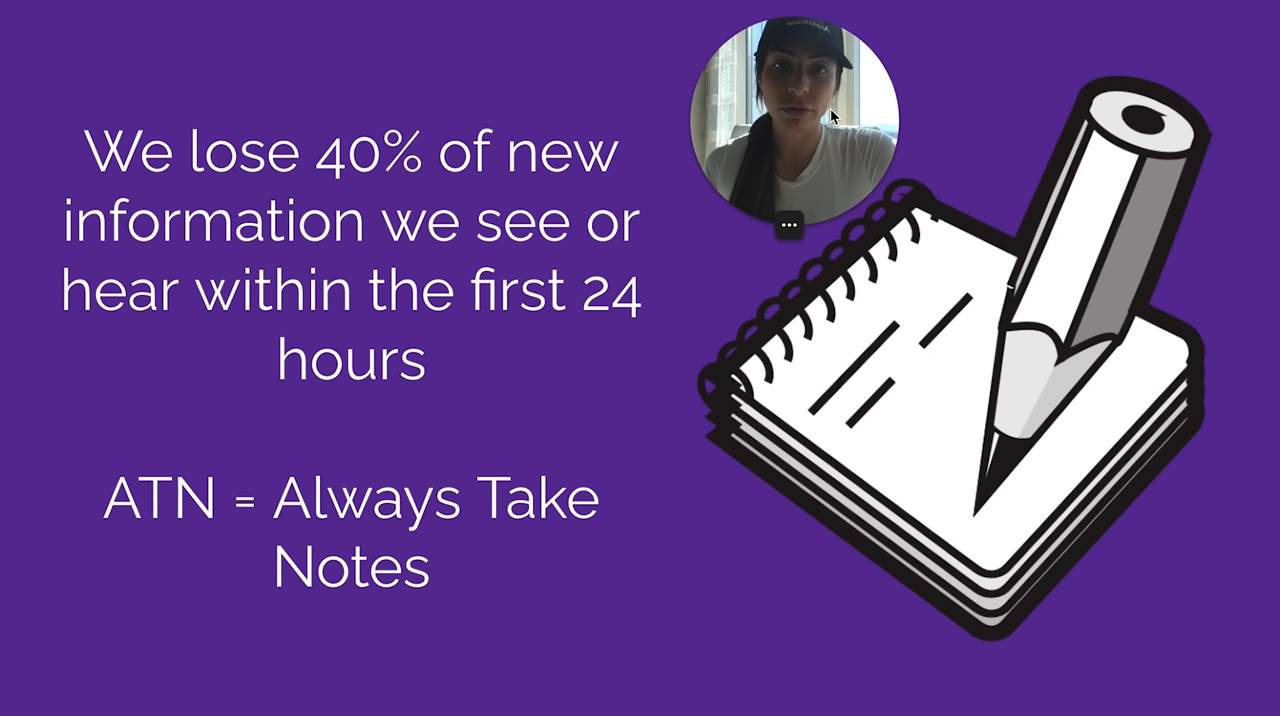 We lose 40% of new
information we see or
hear within the first 24
hours
ATN = Always Take
Notes